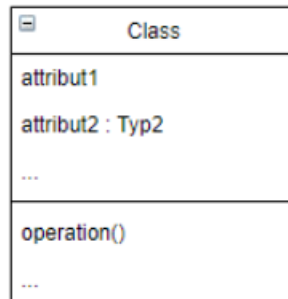 Class
attribut1
attribut2 : Typ2
...
operation()
...